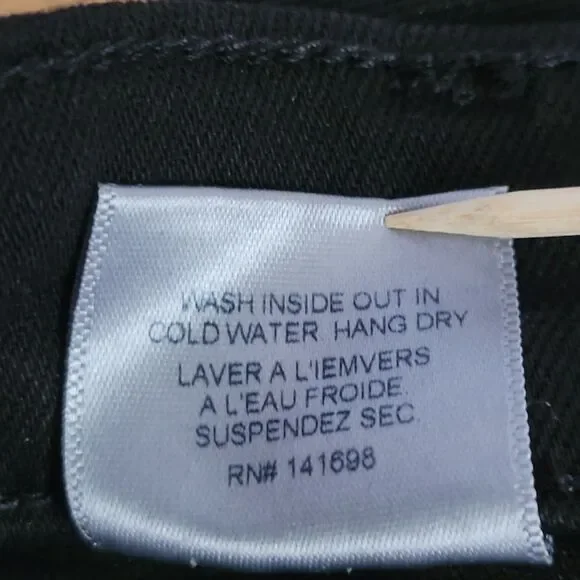 WASH INSIDE OUT IN
COLD WATER HANG DRY
LAVER A L'IEMVERS
A L'EAU FROIDE.
SUSPENDEZ SEC
RN# 141698